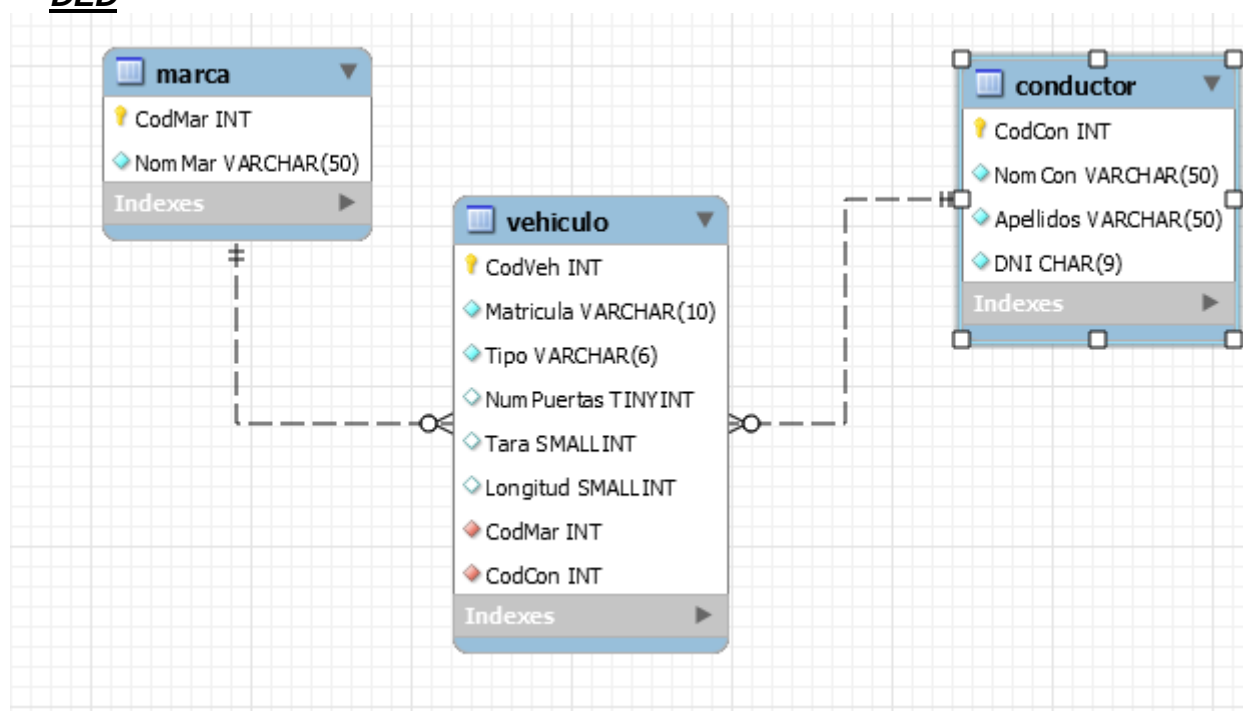 DED
marca
CodMar INT
NomMar VARCHAR(50)
Indexes
vehiculo
CodVeh INT
Matricula VARCHAR(10)
Tipo VARCHAR(6)
NumPuertas TINYINT
Tara SMALLINT
Longitud SMALLINT
CodMar INT
CodCon INT
Indexes
conductor
CodCon INT
NomCon VARCHAR(50)
Apellidos VARCHAR(50)
DNI CHAR(9)
Indexes